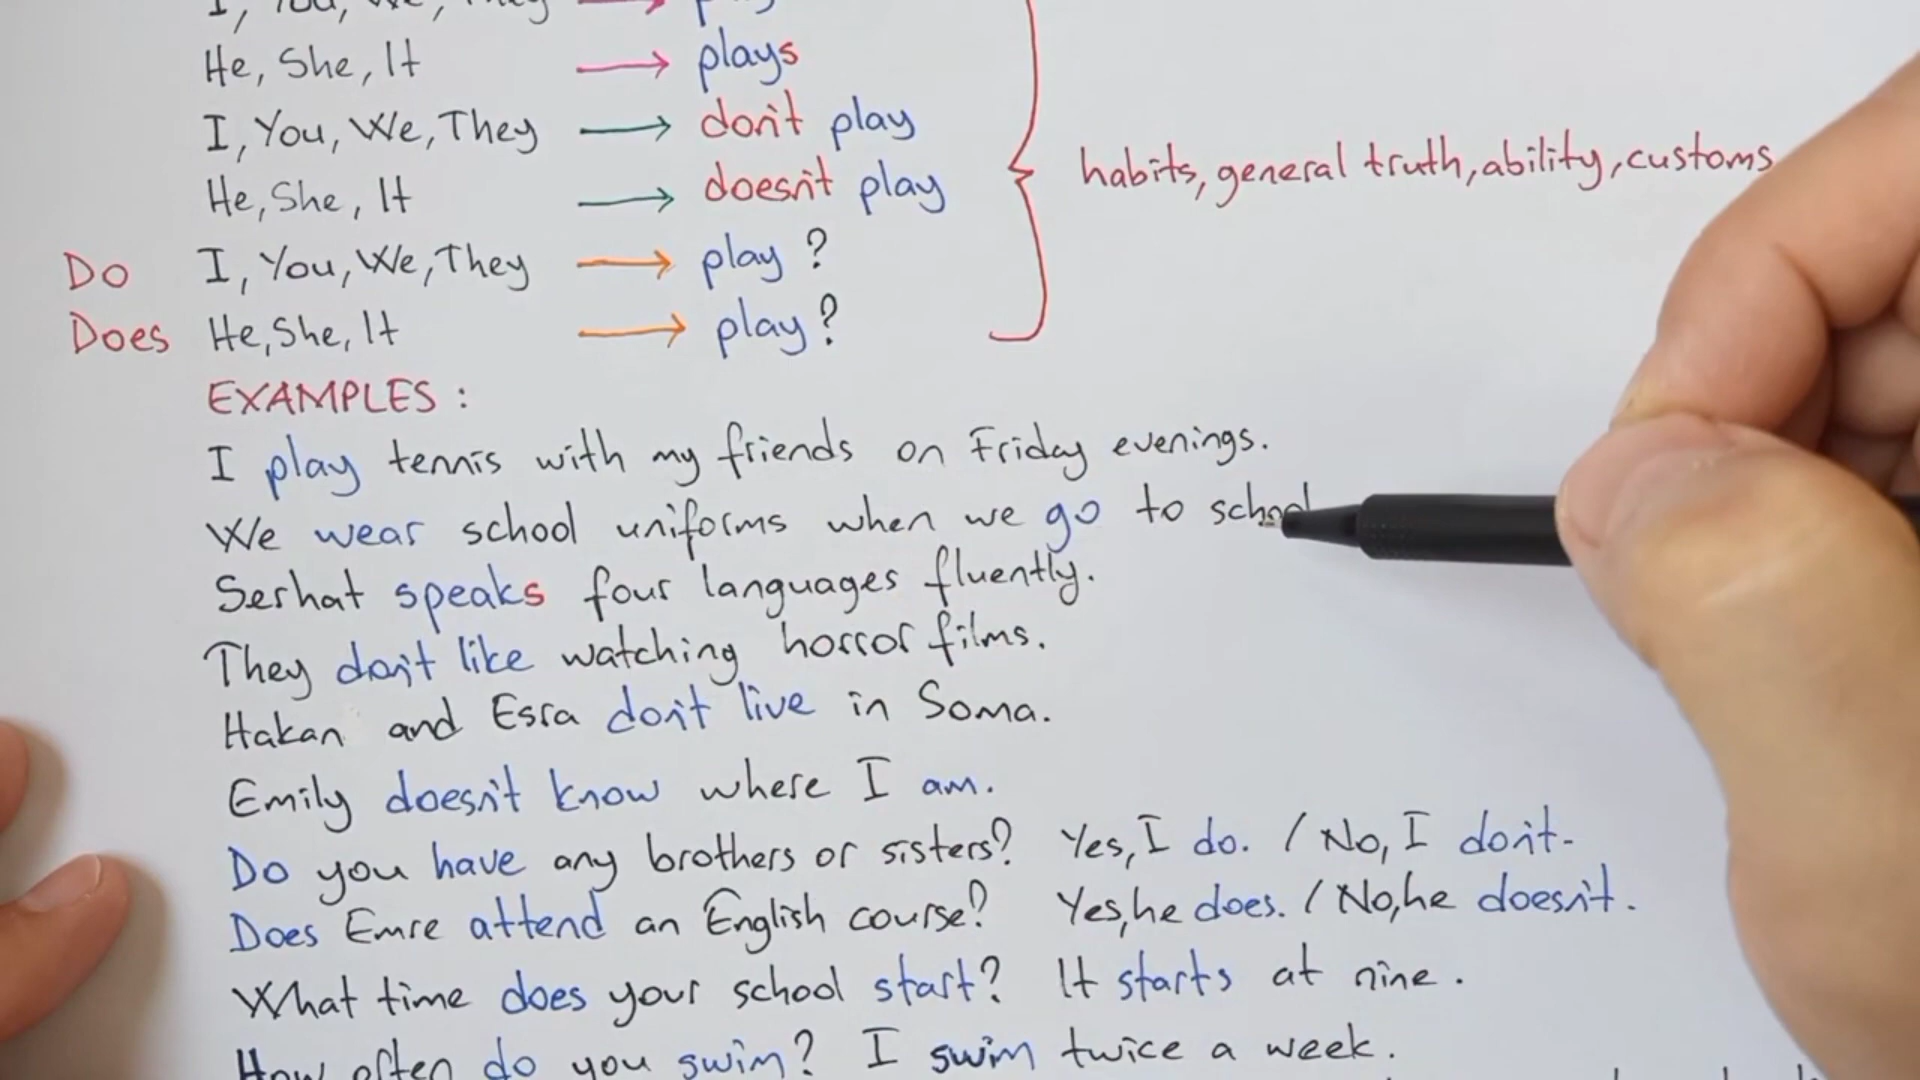 I, You, We, They → play
He, She, It → plays
I, You, We, They → don't play
He, She, It → doesn't play
habits, general truth, ability, customs
Do I, You, We, They → play ?
Does He, She, It → play ?
EXAMPLES :
I play tennis with my friends on Friday evenings.
We wear school uniforms when we go to school
Serhat speaks four languages fluently.
They don't like watching horror films.
Hakan and Esra don't live in Soma.
Emily doesn't know where I am.
Do you have any brothers or sisters? Yes, I do. / No, I don't.
Does Emre attend an English course? Yes, he does. / No, he doesn't.
What time does your school start? It starts at nine.
How often do you swim? I swim twice a week.